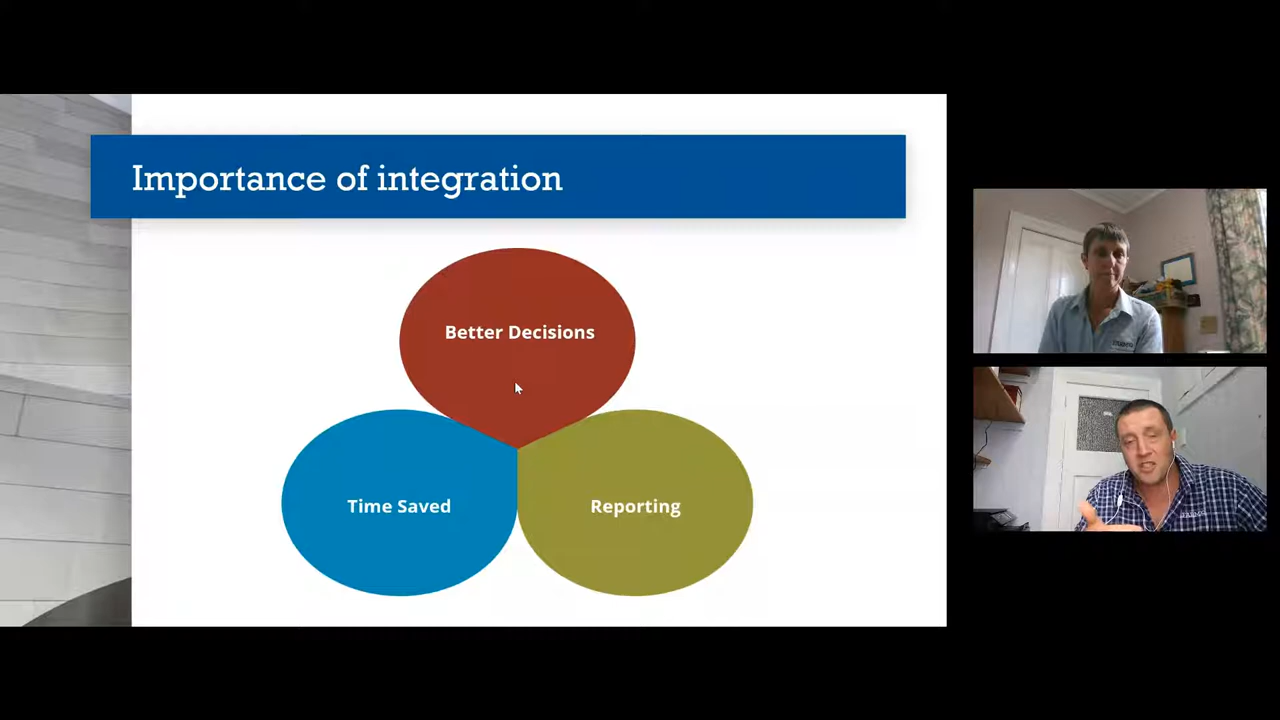 Importance of integration
Better Decisions
Time Saved
Reporting